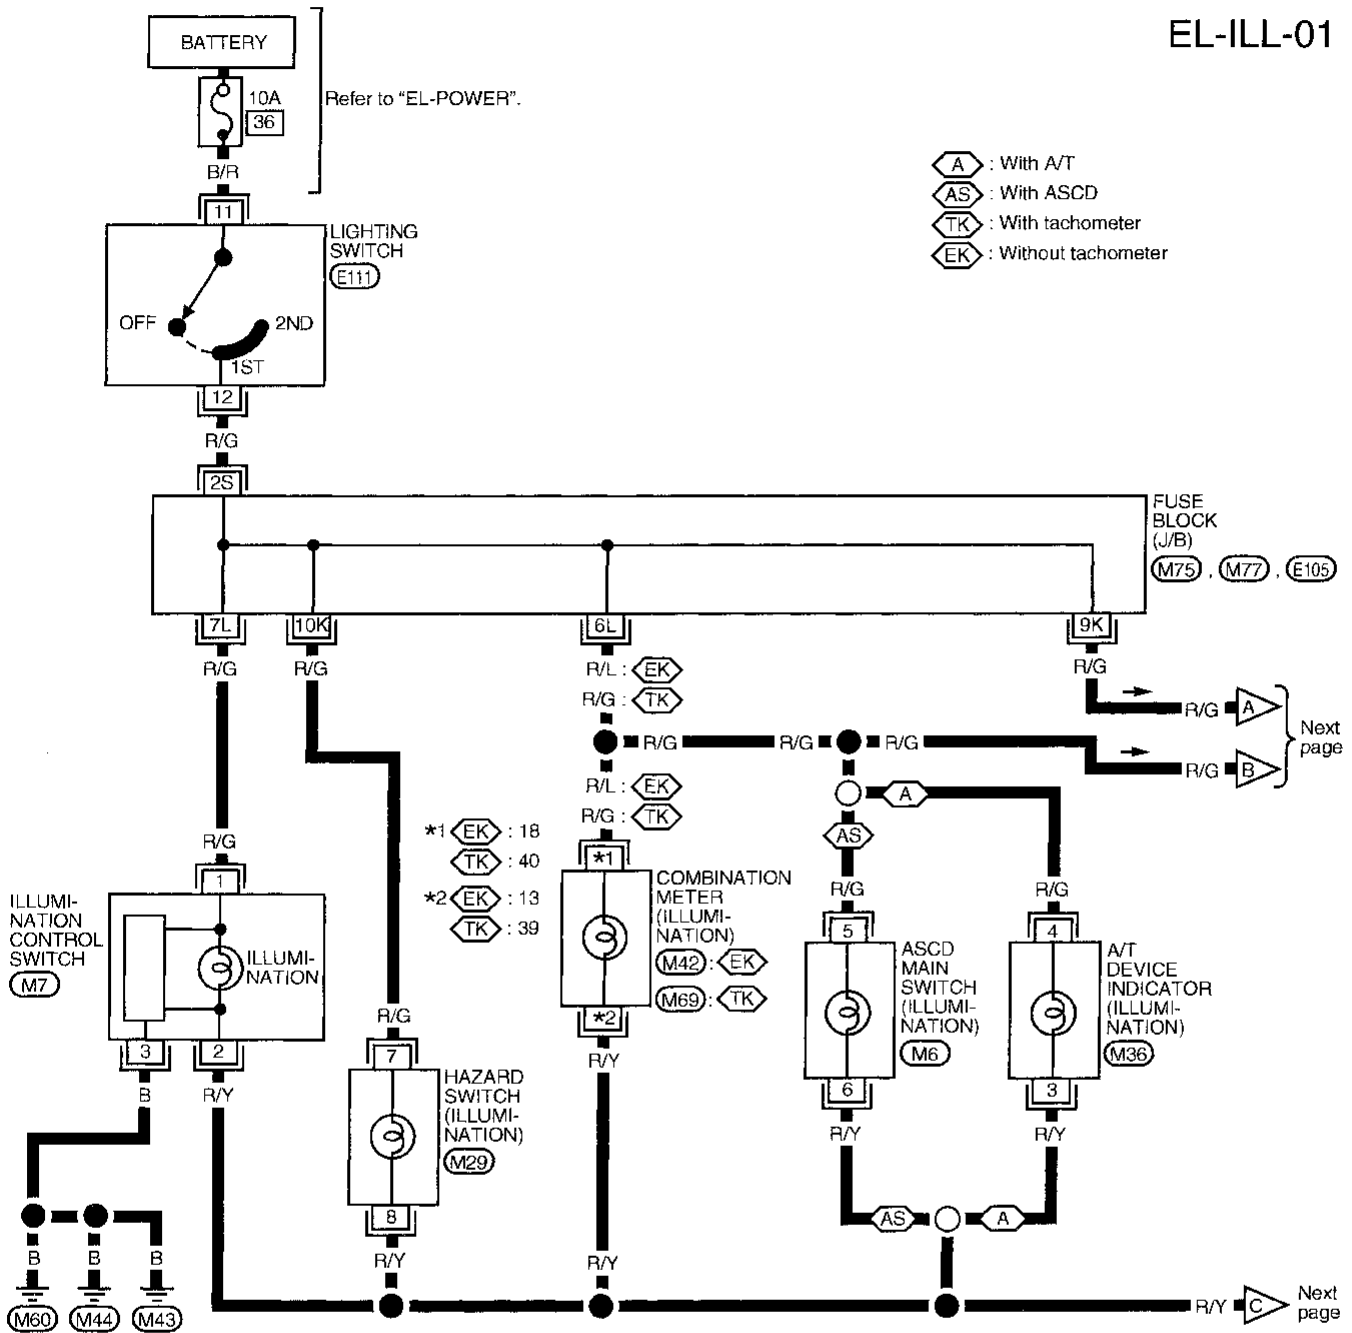 EL-ILL-01
BATTERY
10A
36
Refer to "EL-POWER".
B/R
11
LIGHTING
SWITCH
E111
OFF
2ND
1ST
12
R/G
2S
A : With A/T
AS : With ASCD
TK : With tachometer
EK : Without tachometer
FUSE
BLOCK
(J/B)
M75 , M77 , E105
7L
10K
6L
9K
R/G
R/G
R/L : EK
R/G : TK
R/G
R/G
A
Next
page
R/G
R/G
R/G
R/G
B
R/L : EK
R/G : TK
A
AS
R/G
*1 EK : 18
TK : 40
*2 EK : 13
TK : 39
*1
COMBINATION
METER
(ILLUMI-
NATION)
M42 : EK
M69 : TK
*2
R/Y
1
ILLUMI-
NATION
CONTROL
SWITCH
M7
ILLUMI-
NATION
3
2
B
R/Y
R/G
7
HAZARD
SWITCH
(ILLUMI-
NATION)
M29
8
R/Y
R/Y
R/G
R/G
5
4
ASCD
MAIN
SWITCH
(ILLUMI-
NATION)
M6
A/T
DEVICE
INDICATOR
(ILLUMI-
NATION)
M36
6
3
R/Y
R/Y
AS
A
B
B
B
M60
M44
M43
R/Y
C
Next
page